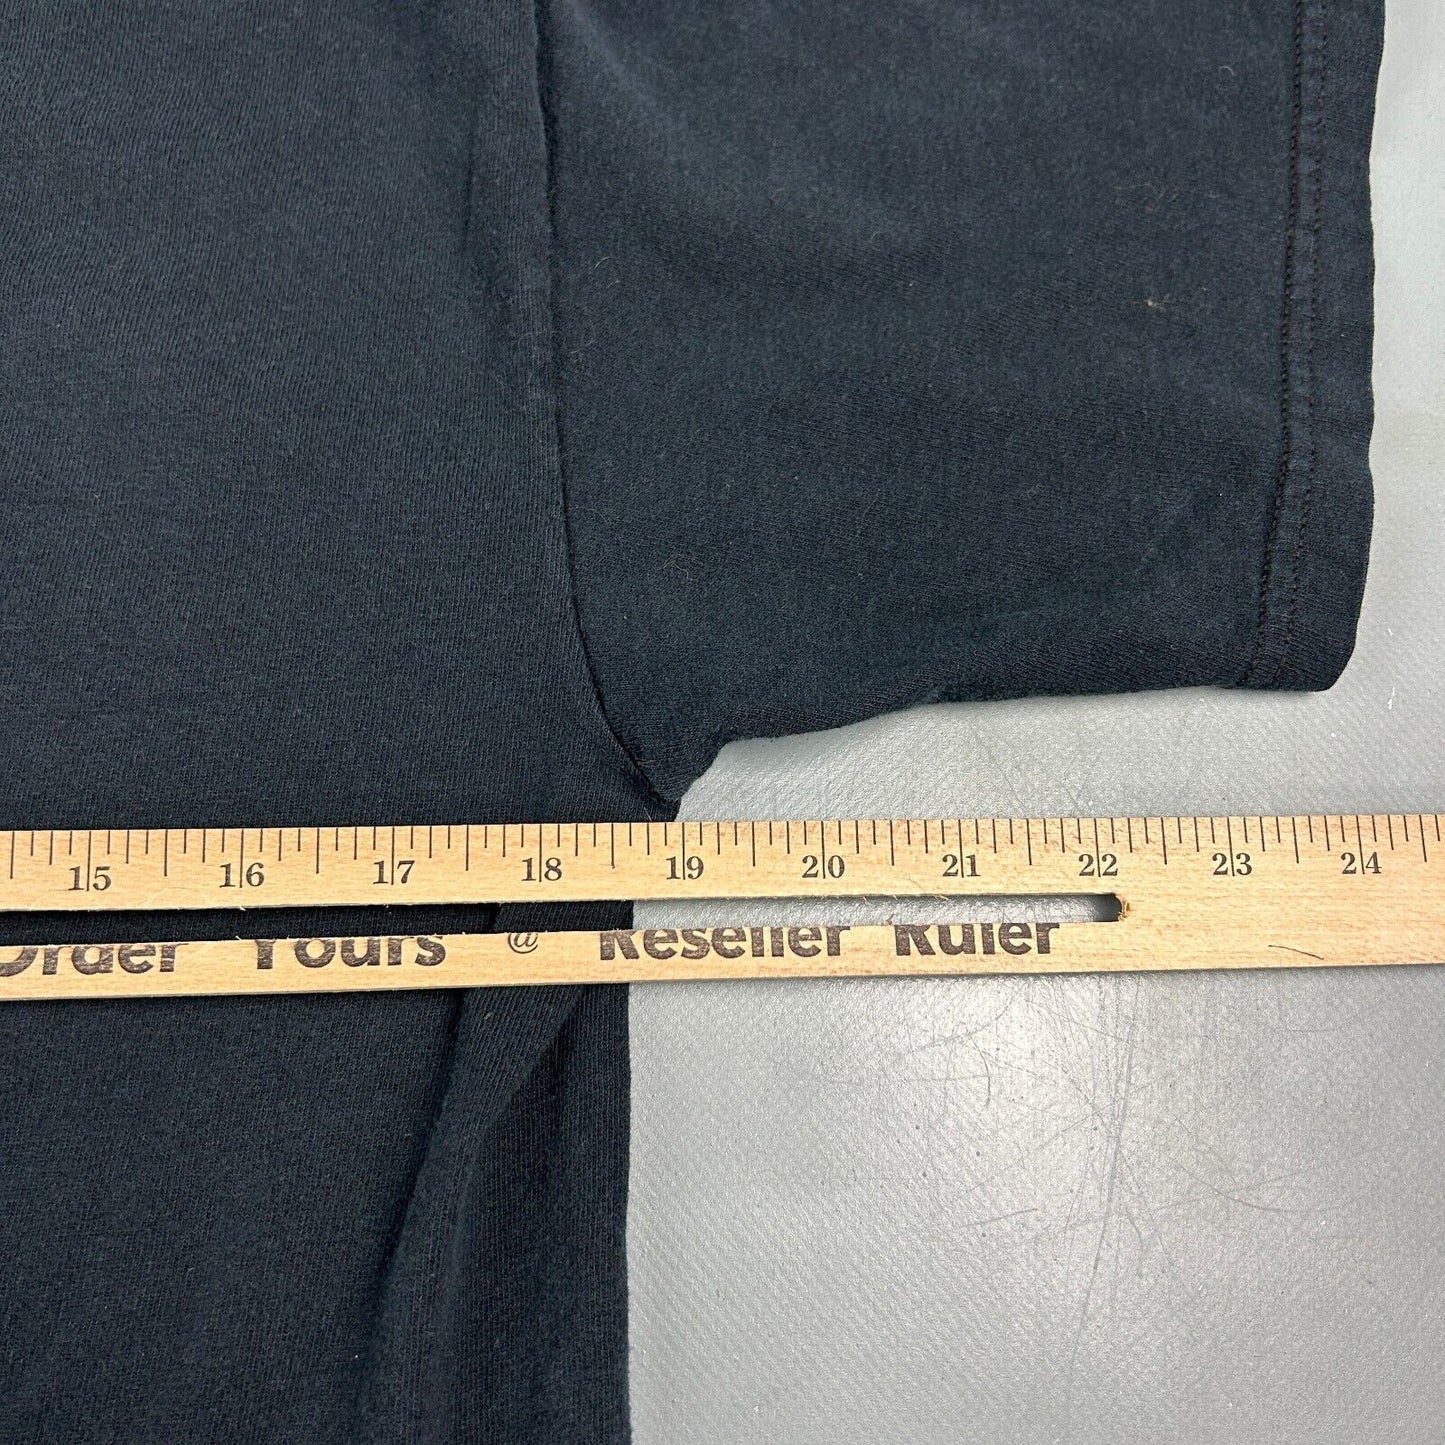 15 16 17 18 19 20 21 22 23 24
Order Yours @ Reseller Ruler